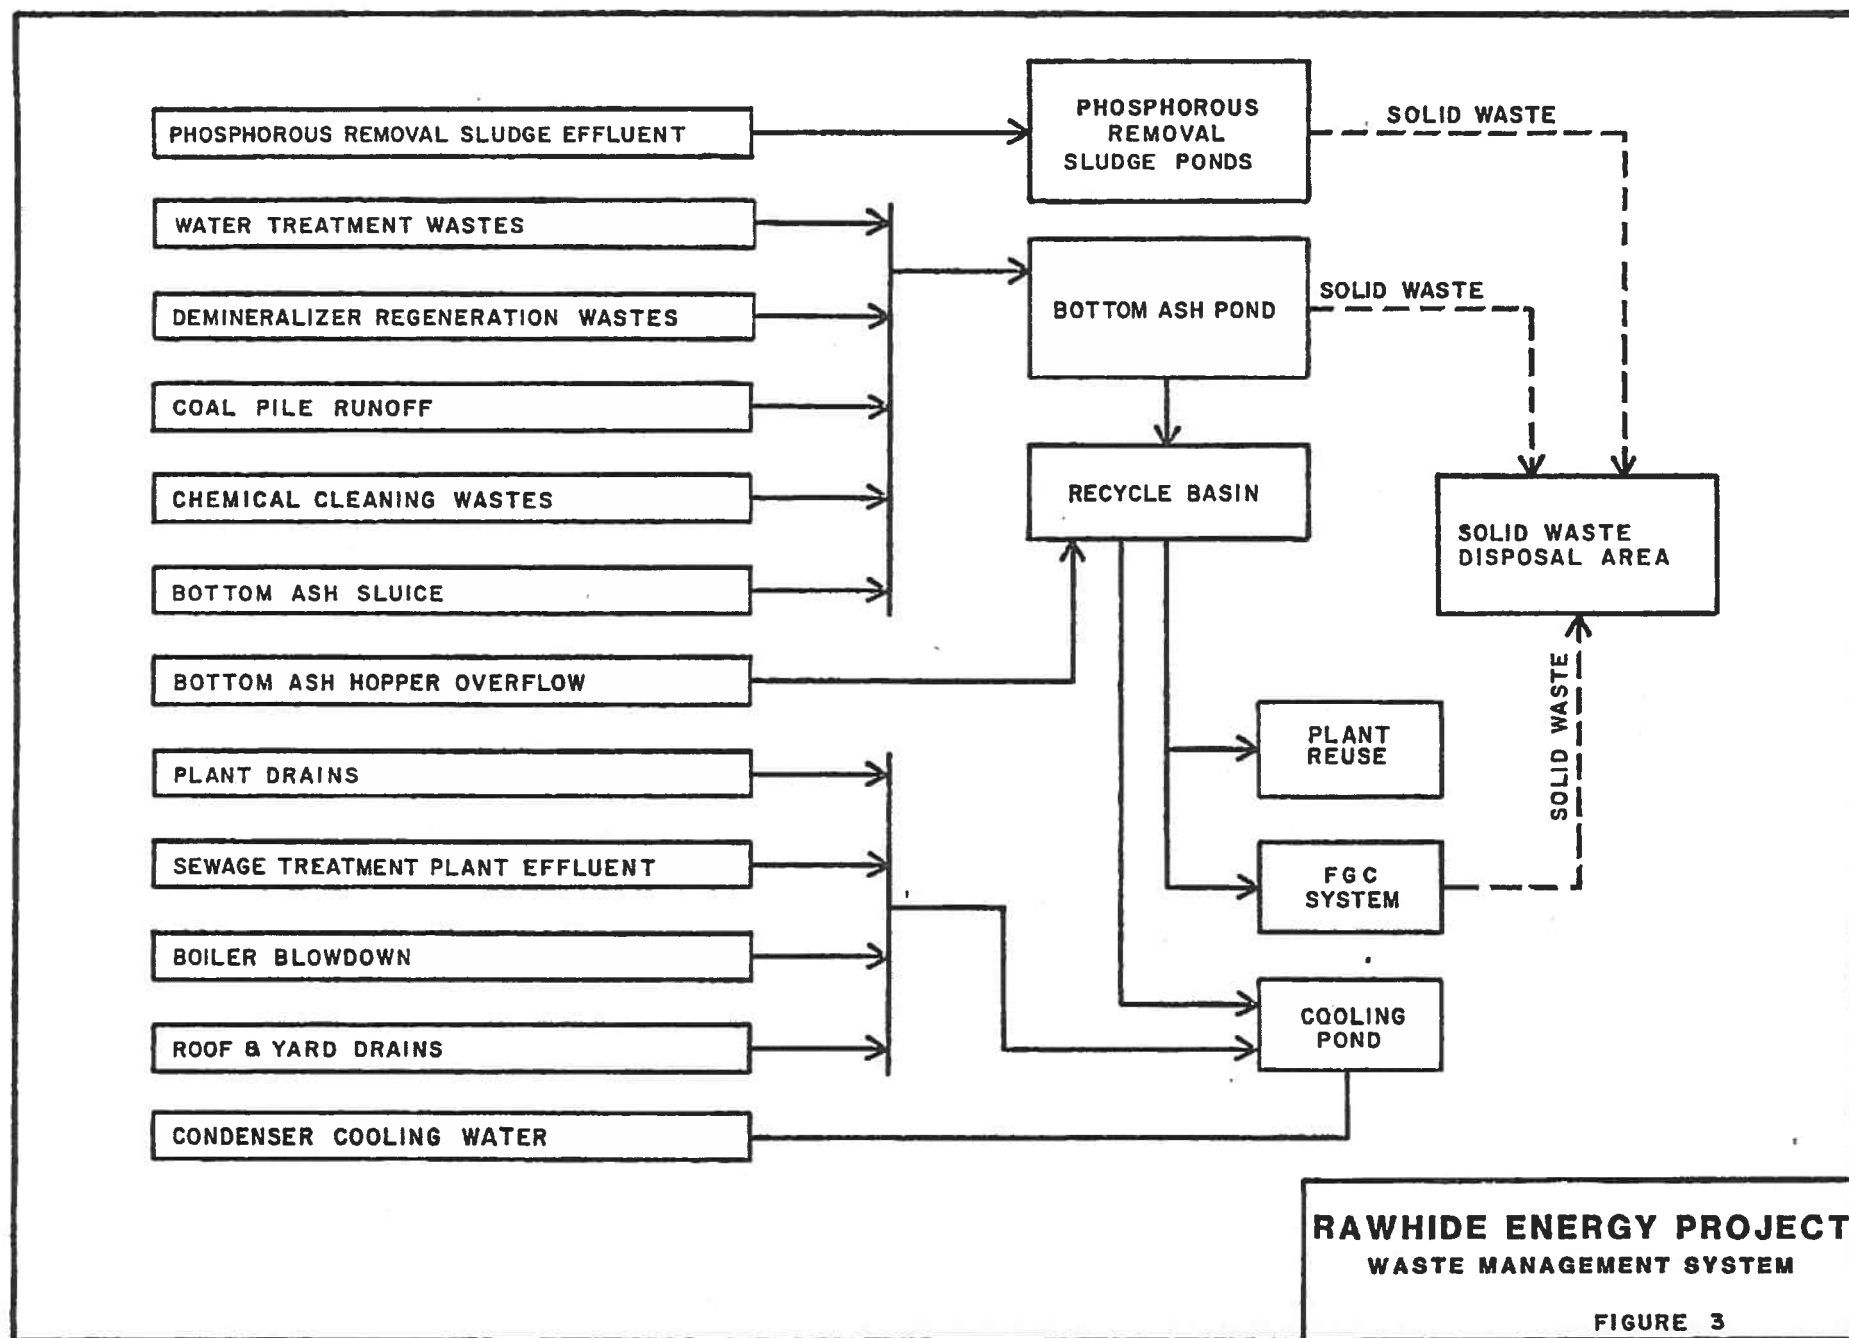 PHOSPHOROUS REMOVAL SLUDGE EFFLUENT
WATER TREATMENT WASTES
DEMINERALIZER REGENERATION WASTES
COAL PILE RUNOFF
CHEMICAL CLEANING WASTES
BOTTOM ASH SLUICE
BOTTOM ASH HOPPER OVERFLOW
PLANT DRAINS
SEWAGE TREATMENT PLANT EFFLUENT
BOILER BLOWDOWN
ROOF & YARD DRAINS
CONDENSER COOLING WATER
PHOSPHOROUS
REMOVAL
SLUDGE PONDS
SOLID WASTE
BOTTOM ASH POND
SOLID WASTE
RECYCLE BASIN
SOLID WASTE
DISPOSAL AREA
SOLID WASTE
PLANT
REUSE
FGC
SYSTEM
COOLING
POND
RAWHIDE ENERGY PROJECT
WASTE MANAGEMENT SYSTEM
FIGURE 3